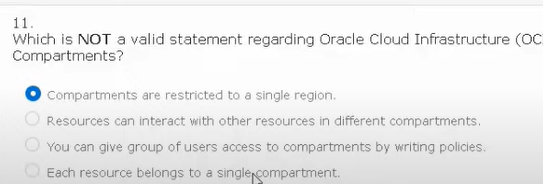 11.
Which is NOT a valid statement regarding Oracle Cloud Infrastructure (OC
Compartments?
Compartments are restricted to a single region.
Resources can interact with other resources in different compartments.
You can give group of users access to compartments by writing policies.
Each resource belongs to a single compartment.